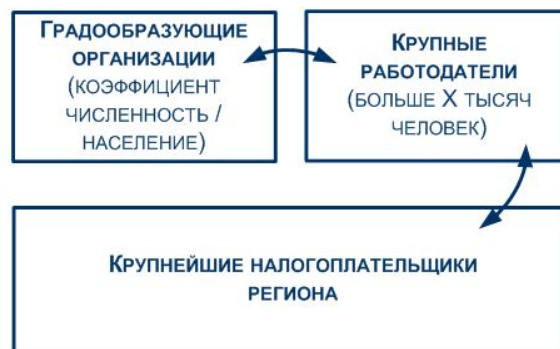 Градообразующие
организации
(коэффициент
численность /
население)
Крупные
работодатели
(больше X тысяч
человек)
Крупнейшие налогоплательщики
региона